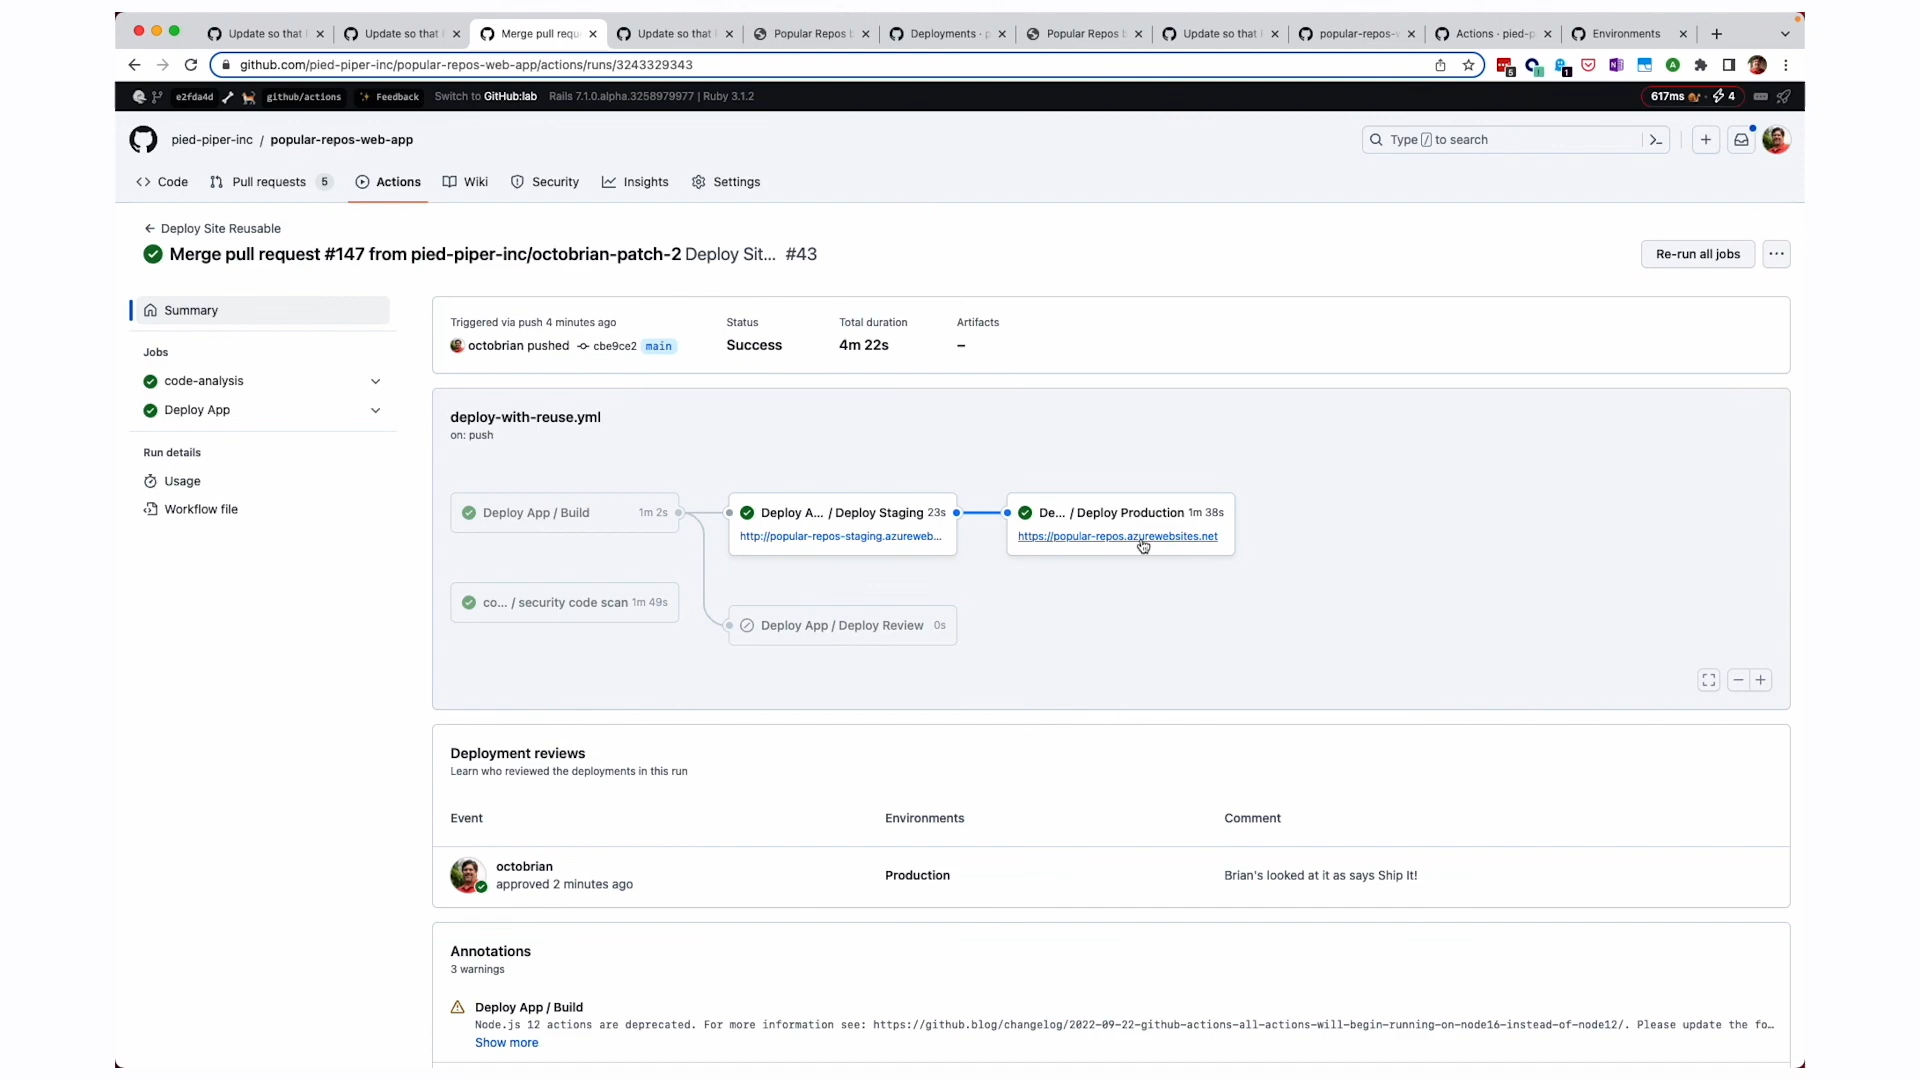 Update so that
Update so that
Merge pull requ
Update so that
Popular Repos
Deployments · p
Popular Repos
Update so that
popular-repos-
Actions · pied-p
Environments
github.com/pied-piper-inc/popular-repos-web-app/actions/runs/3243329343
e2fda4d github/actions Feedback Switch to GitHub:lab Rails 7.1.0.alpha.3258979977 | Ruby 3.1.2
617ms · 4
pied-piper-inc / popular-repos-web-app
Type / to search
Code Pull requests 5 Actions Wiki Security Insights Settings
Deploy Site Reusable
Merge pull request #147 from pied-piper-inc/octobrian-patch-2 Deploy Sit... #43
Re-run all jobs
Summary
Jobs
code-analysis
Deploy App
Run details
Usage
Workflow file
Triggered via push 4 minutes ago
octobrian pushed cbe9ce2 main
Status
Success
Total duration
4m 22s
Artifacts
–
deploy-with-reuse.yml
on: push
Deploy App / Build 1m 2s
Deploy A... / Deploy Staging 23s
http://popular-repos-staging.azureweb...
De... / Deploy Production 1m 38s
https://popular-repos.azurewebsites.net
co... / security code scan 1m 49s
Deploy App / Deploy Review 0s
Deployment reviews
Learn who reviewed the deployments in this run
Event Environments Comment
octobrian
approved 2 minutes ago
Production
Brian's looked at it as says Ship It!
Annotations
3 warnings
Deploy App / Build
Node.js 12 actions are deprecated. For more information see: https://github.blog/changelog/2022-09-22-github-actions-all-actions-will-begin-running-on-node16-instead-of-node12/. Please update the fo…
Show more